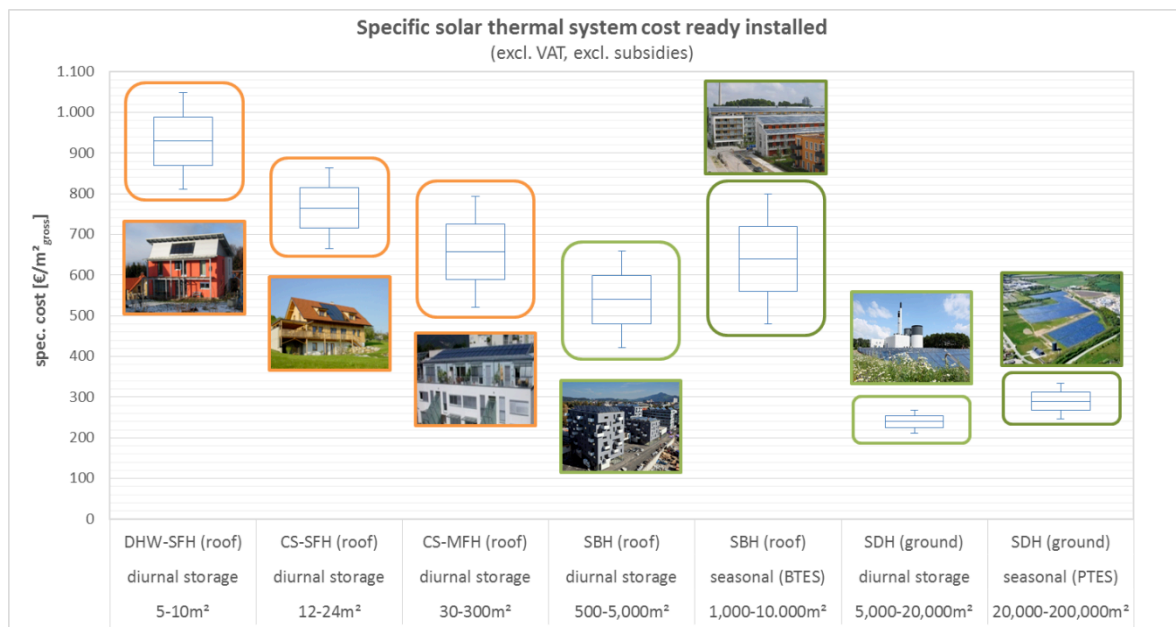 Specific solar thermal system cost ready installed
(excl. VAT, excl. subsidies)
spec. cost [€/m²gross]
1.100
1.000
900
800
700
600
500
400
300
200
100
0
DHW-SFH (roof)
diurnal storage
5-10m²
CS-SFH (roof)
diurnal storage
12-24m²
CS-MFH (roof)
diurnal storage
30-300m²
SBH (roof)
diurnal storage
500-5,000m²
SBH (roof)
seasonal (BTES)
1,000-10.000m²
SDH (ground)
diurnal storage
5,000-20,000m²
SDH (ground)
seasonal (PTES)
20,000-200,000m²